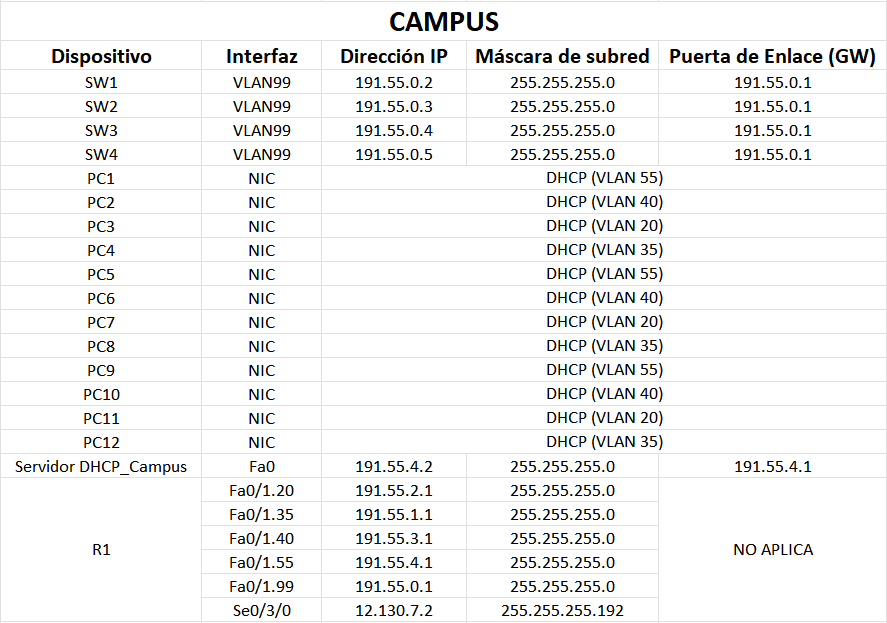 CAMPUS
Dispositivo Interfaz Dirección IP Máscara de subred Puerta de Enlace (GW)
SW1 VLAN99 191.55.0.2 255.255.255.0 191.55.0.1
SW2 VLAN99 191.55.0.3 255.255.255.0 191.55.0.1
SW3 VLAN99 191.55.0.4 255.255.255.0 191.55.0.1
SW4 VLAN99 191.55.0.5 255.255.255.0 191.55.0.1
PC1 NIC DHCP (VLAN 55)
PC2 NIC DHCP (VLAN 40)
PC3 NIC DHCP (VLAN 20)
PC4 NIC DHCP (VLAN 35)
PC5 NIC DHCP (VLAN 55)
PC6 NIC DHCP (VLAN 40)
PC7 NIC DHCP (VLAN 20)
PC8 NIC DHCP (VLAN 35)
PC9 NIC DHCP (VLAN 55)
PC10 NIC DHCP (VLAN 40)
PC11 NIC DHCP (VLAN 20)
PC12 NIC DHCP (VLAN 35)
Servidor DHCP_Campus Fa0 191.55.4.2 255.255.255.0 191.55.4.1
R1 Fa0/1.20 191.55.2.1 255.255.255.0 NO APLICA
Fa0/1.35 191.55.1.1 255.255.255.0
Fa0/1.40 191.55.3.1 255.255.255.0
Fa0/1.55 191.55.4.1 255.255.255.0
Fa0/1.99 191.55.0.1 255.255.255.0
Se0/3/0 12.130.7.2 255.255.255.192